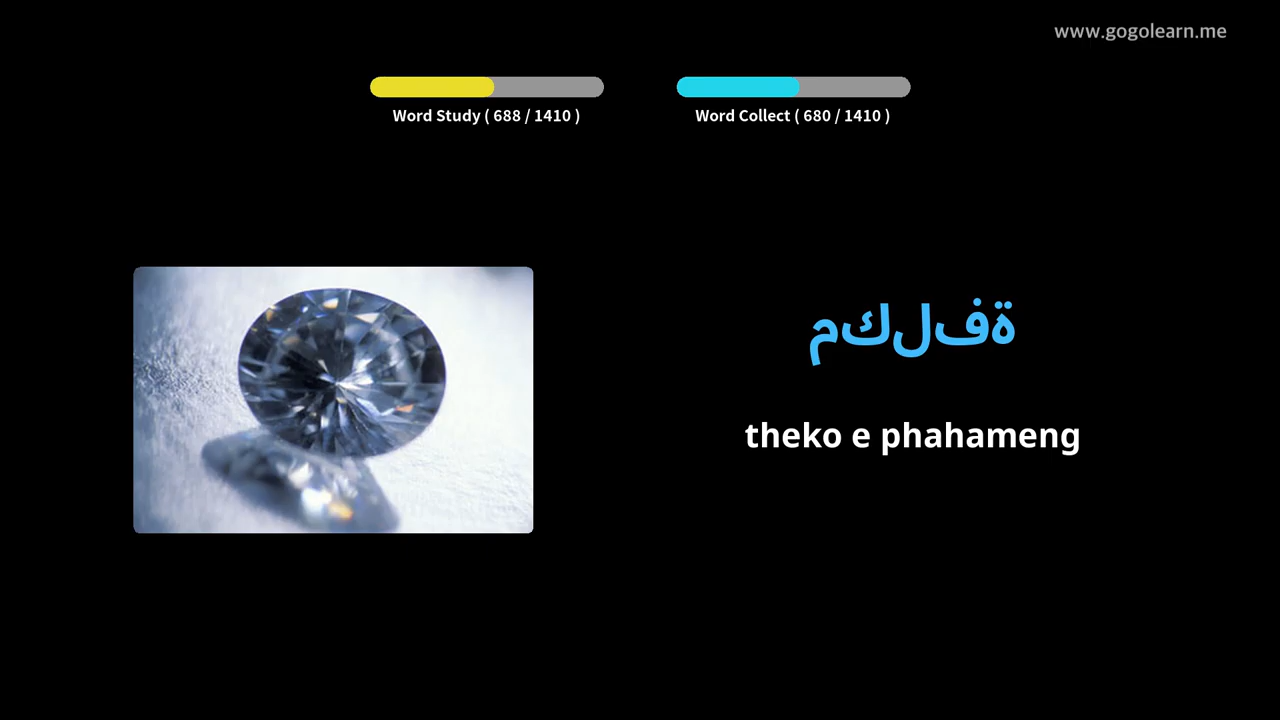 www.gogolearn.me
Word Study ( 688 / 1410 )
Word Collect ( 680 / 1410 )
مكلفة
theko e phahameng